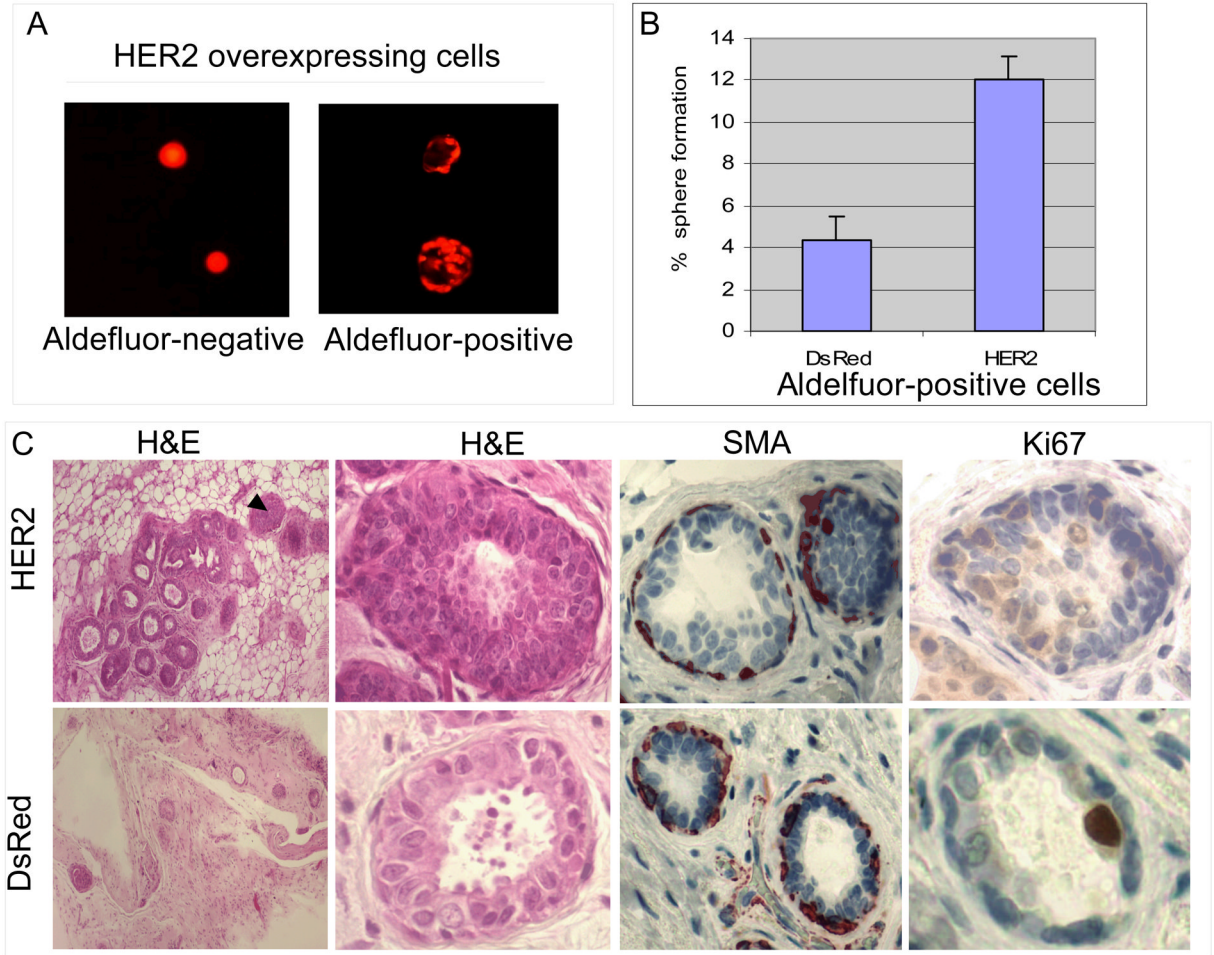 A
HER2 overexpressing cells
Aldefluor-negative
Aldefluor-positive
B
% sphere formation
14
12
10
8
6
4
2
0
DsRed
HER2
Aldelfuor-positive cells
C
H&E
H&E
SMA
Ki67
HER2
DsRed